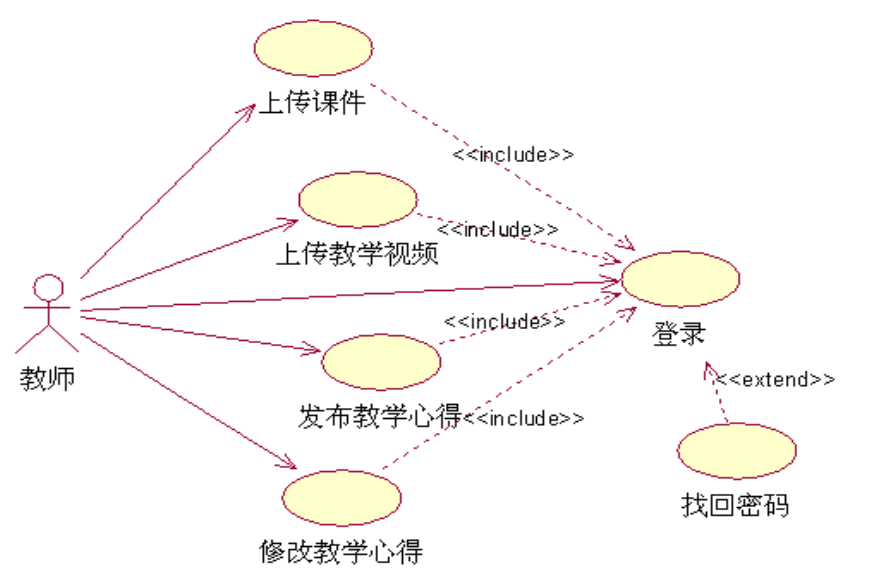 上传课件
<<include>>
上传教学视频
<<include>>
登录
教师
<<include>>
发布教学心得
<<include>>
<<extend>>
找回密码
修改教学心得